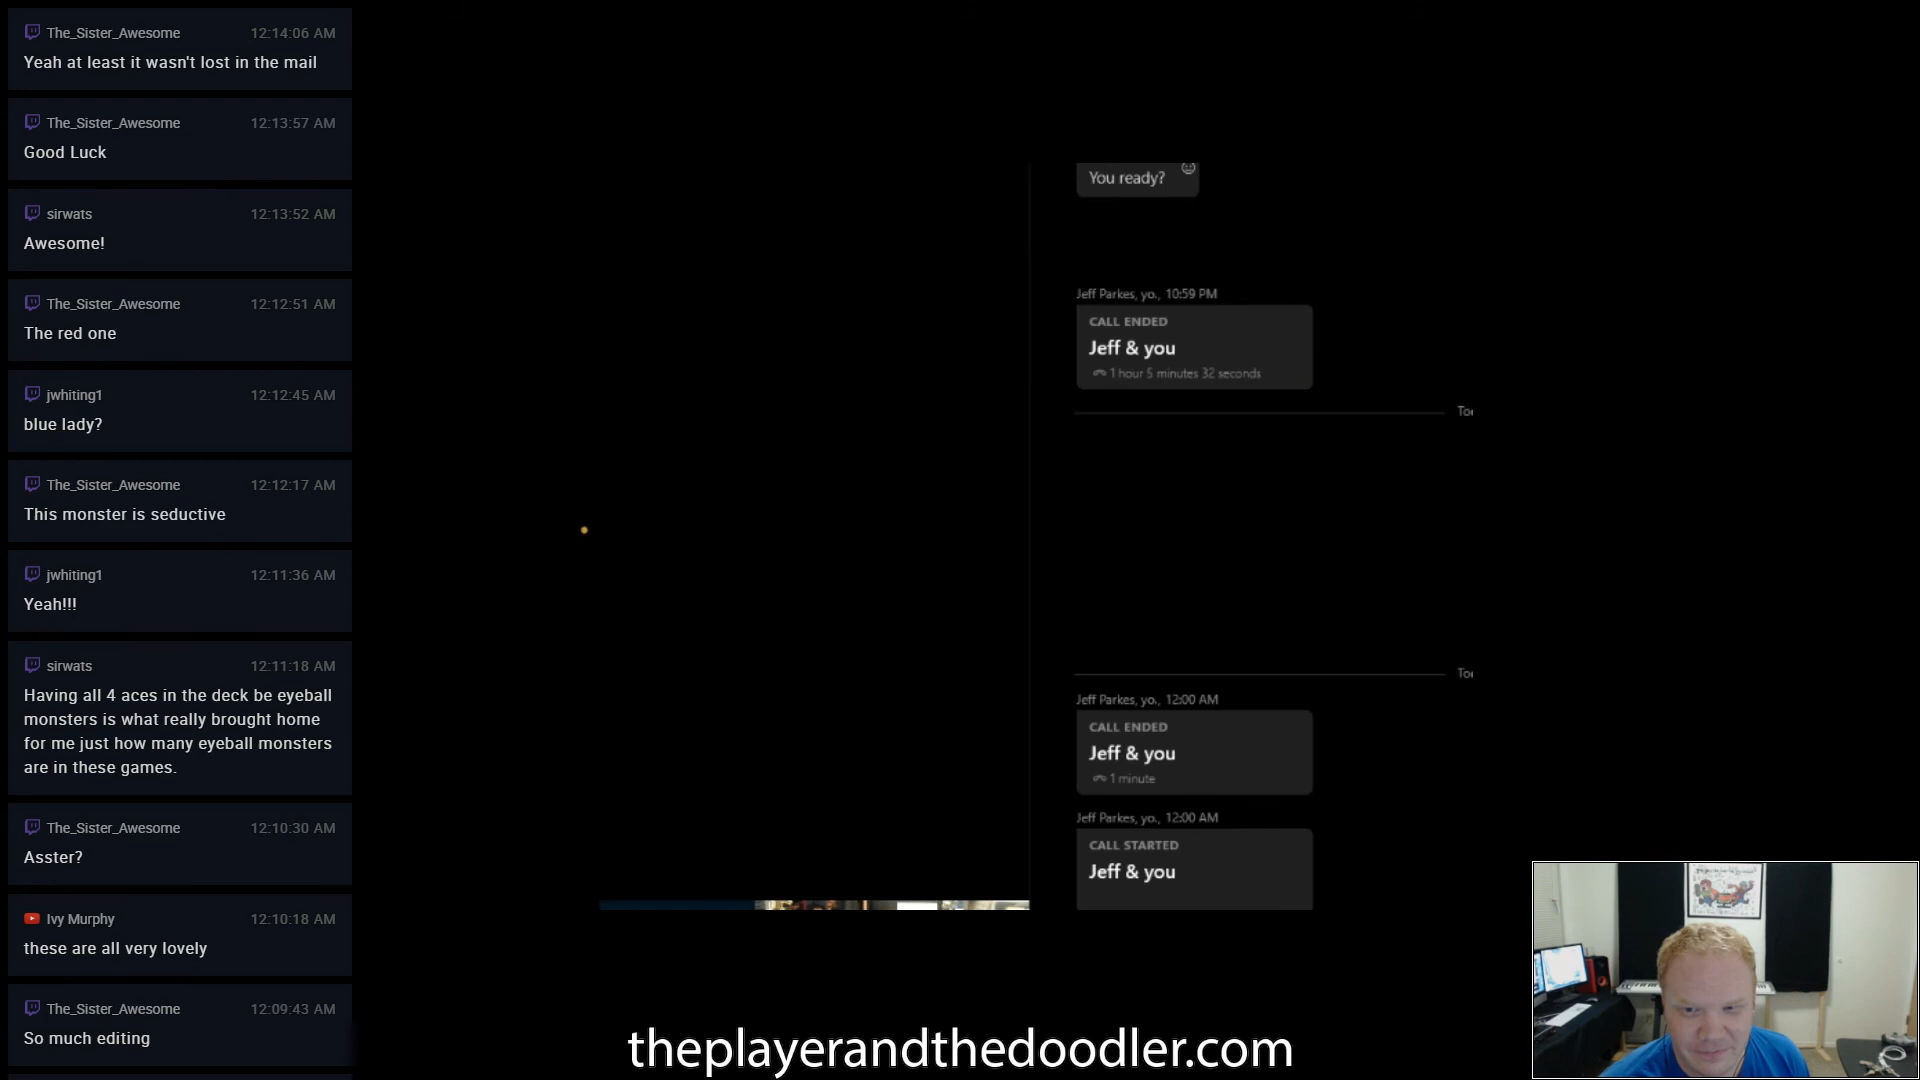 The_Sister_Awesome 12:14:06 AM
Yeah at least it wasn't lost in the mail
The_Sister_Awesome 12:13:57 AM
Good Luck
sirwats 12:13:52 AM
Awesome!
The_Sister_Awesome 12:12:51 AM
The red one
jwhiting1 12:12:45 AM
blue lady?
The_Sister_Awesome 12:12:17 AM
This monster is seductive
jwhiting1 12:11:36 AM
Yeah!!!
sirwats 12:11:18 AM
Having all 4 aces in the deck be eyeball
monsters is what really brought home
for me just how many eyeball monsters
are in these games.
The_Sister_Awesome 12:10:30 AM
Asster?
Ivy Murphy 12:10:18 AM
these are all very lovely
The_Sister_Awesome 12:09:43 AM
So much editing
You ready?
Jeff Parkes, yo., 10:59 PM
CALL ENDED
Jeff & you
1 hour 5 minutes 32 seconds
Jeff Parkes, yo., 12:00 AM
CALL ENDED
Jeff & you
1 minute
Jeff Parkes, yo., 12:00 AM
CALL STARTED
Jeff & you
theplayerandthedoodler.com